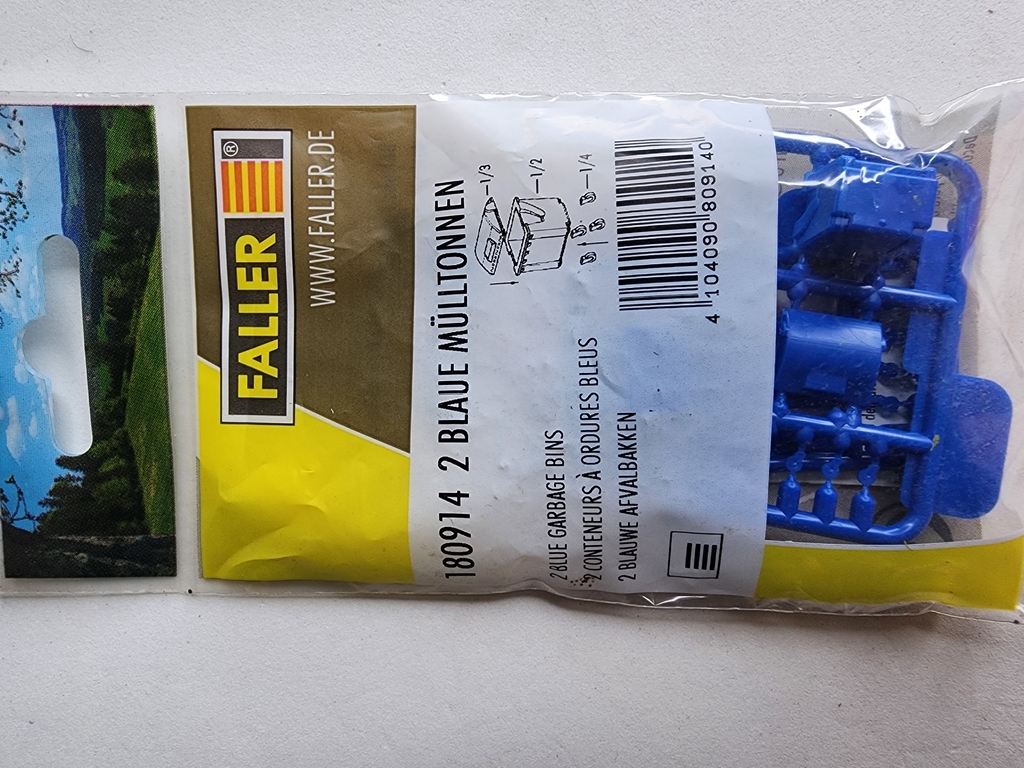 FALLER
®
WWW.FALLER.DE
180914 2 BLAUE MÜLLTONNEN
1/3
1/2
1/4
2 BLUE GARBAGE BINS
2 CONTENEURS À ORDURES BLEUS
2 BLAUWE AFVALBAKKEN
4 104090 809140